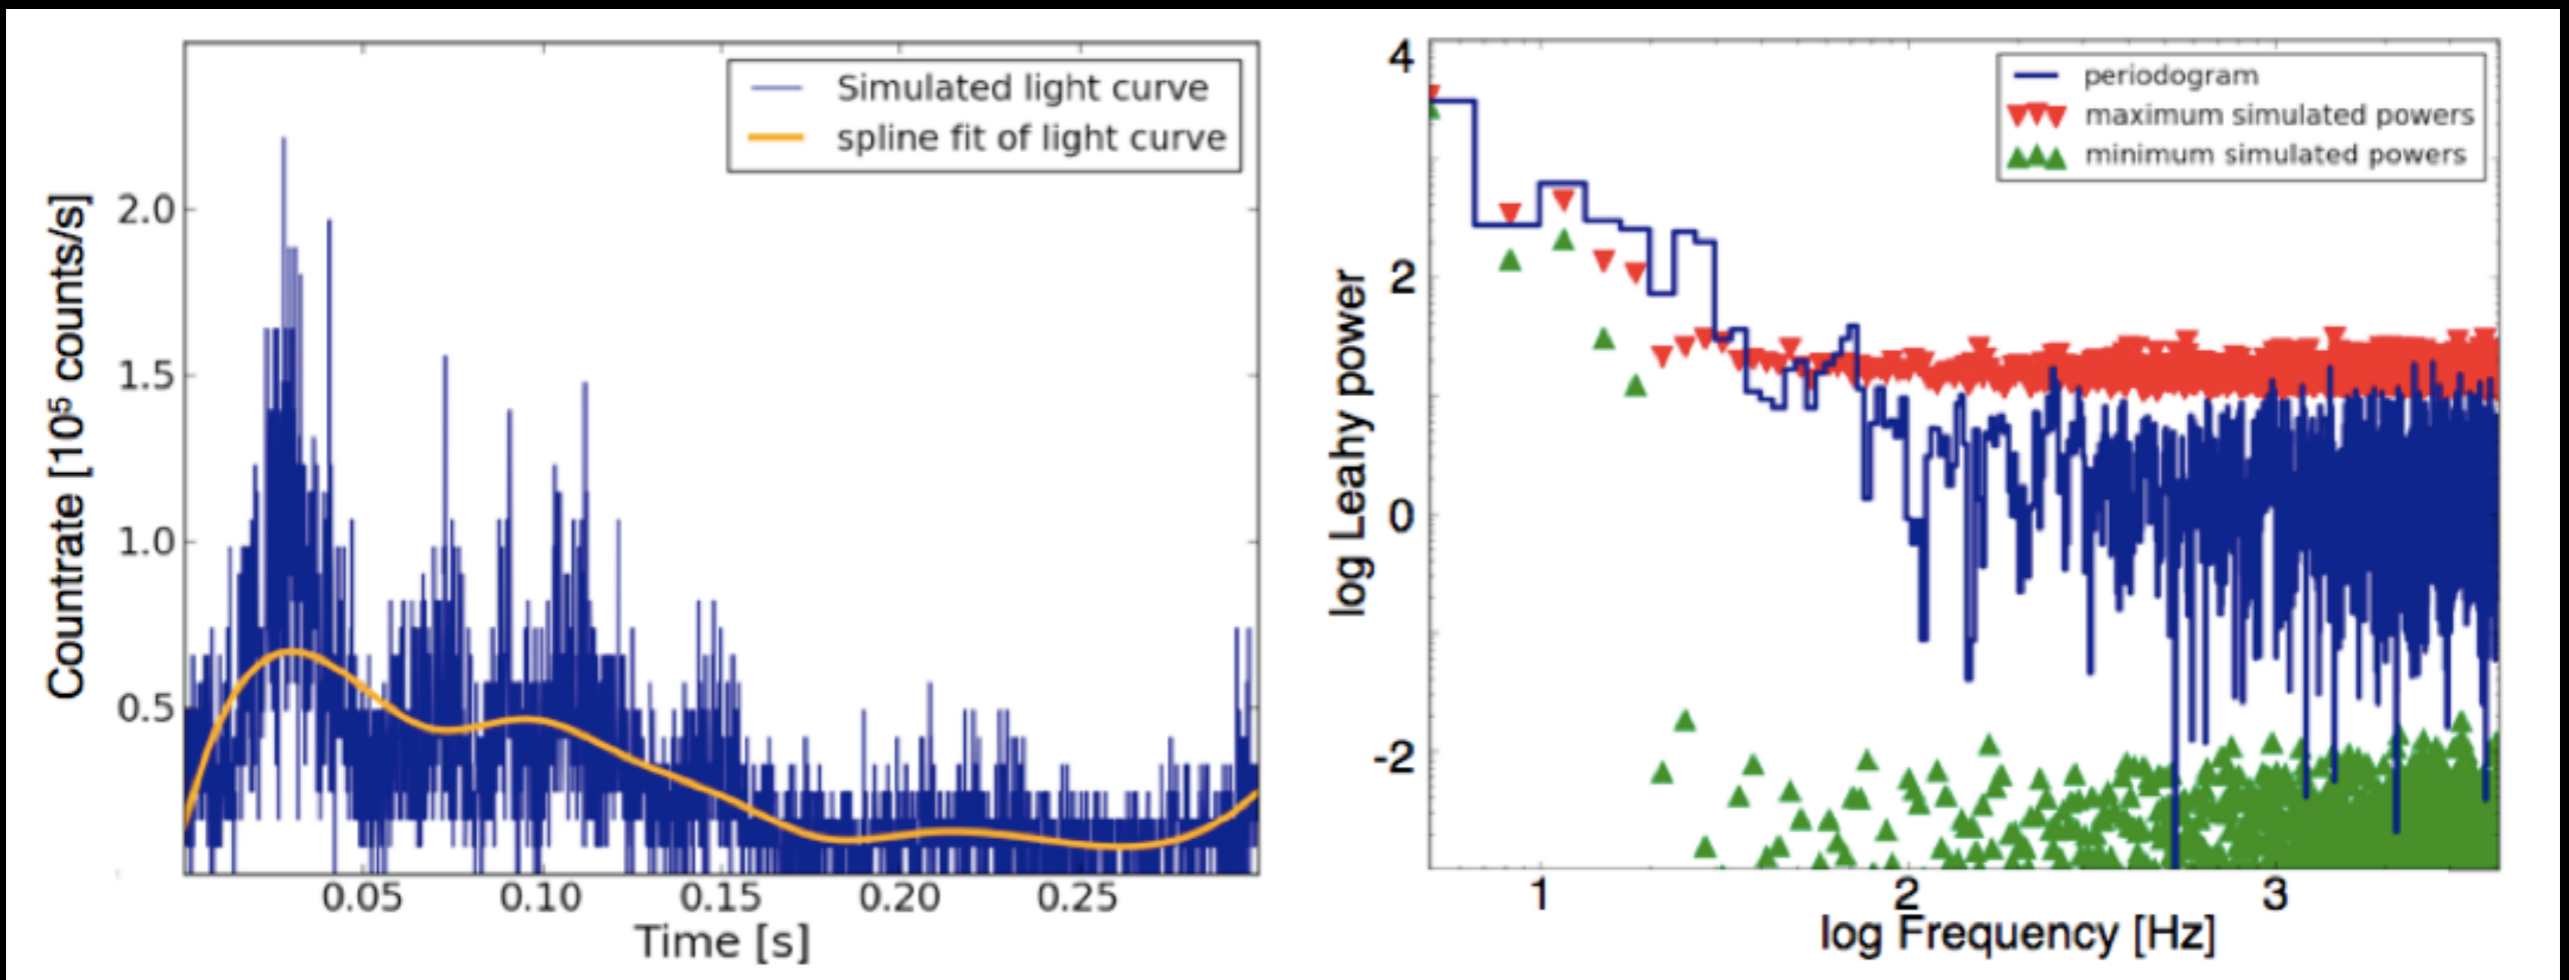 Simulated light curve
spline fit of light curve
Countrate [10⁵ counts/s]
2.0
1.5
1.0
0.5
0.05 0.10 0.15 0.20 0.25
Time [s]
periodogram
maximum simulated powers
minimum simulated powers
log Leahy power
4
2
0
-2
1 2 3
log Frequency [Hz]